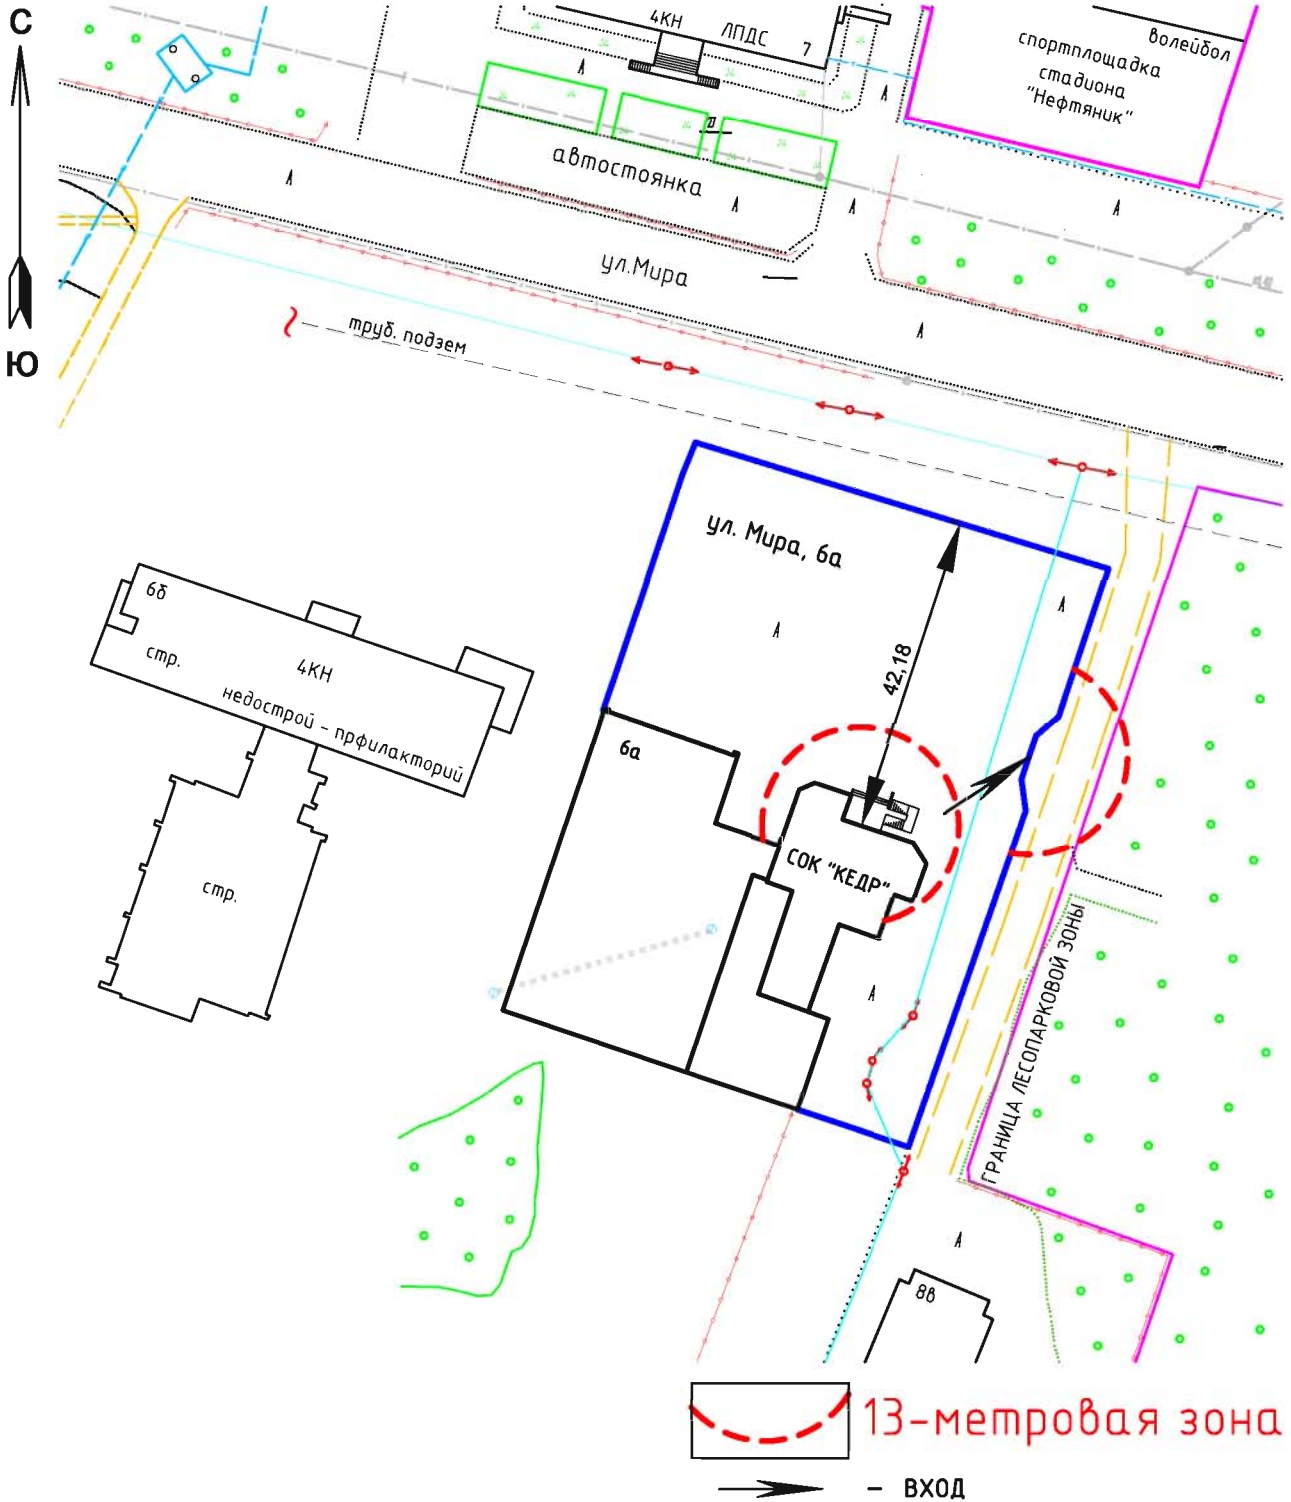 С
Ю
4КН
ЛПДС
7
волейбол
спортплощадка
стадиона
"Нефтяник"
автостоянка
ул.Мира
труб. подзем
ул. Мира, 6а
42,18
6б
стр.
4КН
недострой - прфилакторий
стр.
6а
СОК "КЕДР"
ГРАНИЦА ЛЕСОПАРКОВОЙ ЗОНЫ
8в
13-метровая зона
- ВХОД